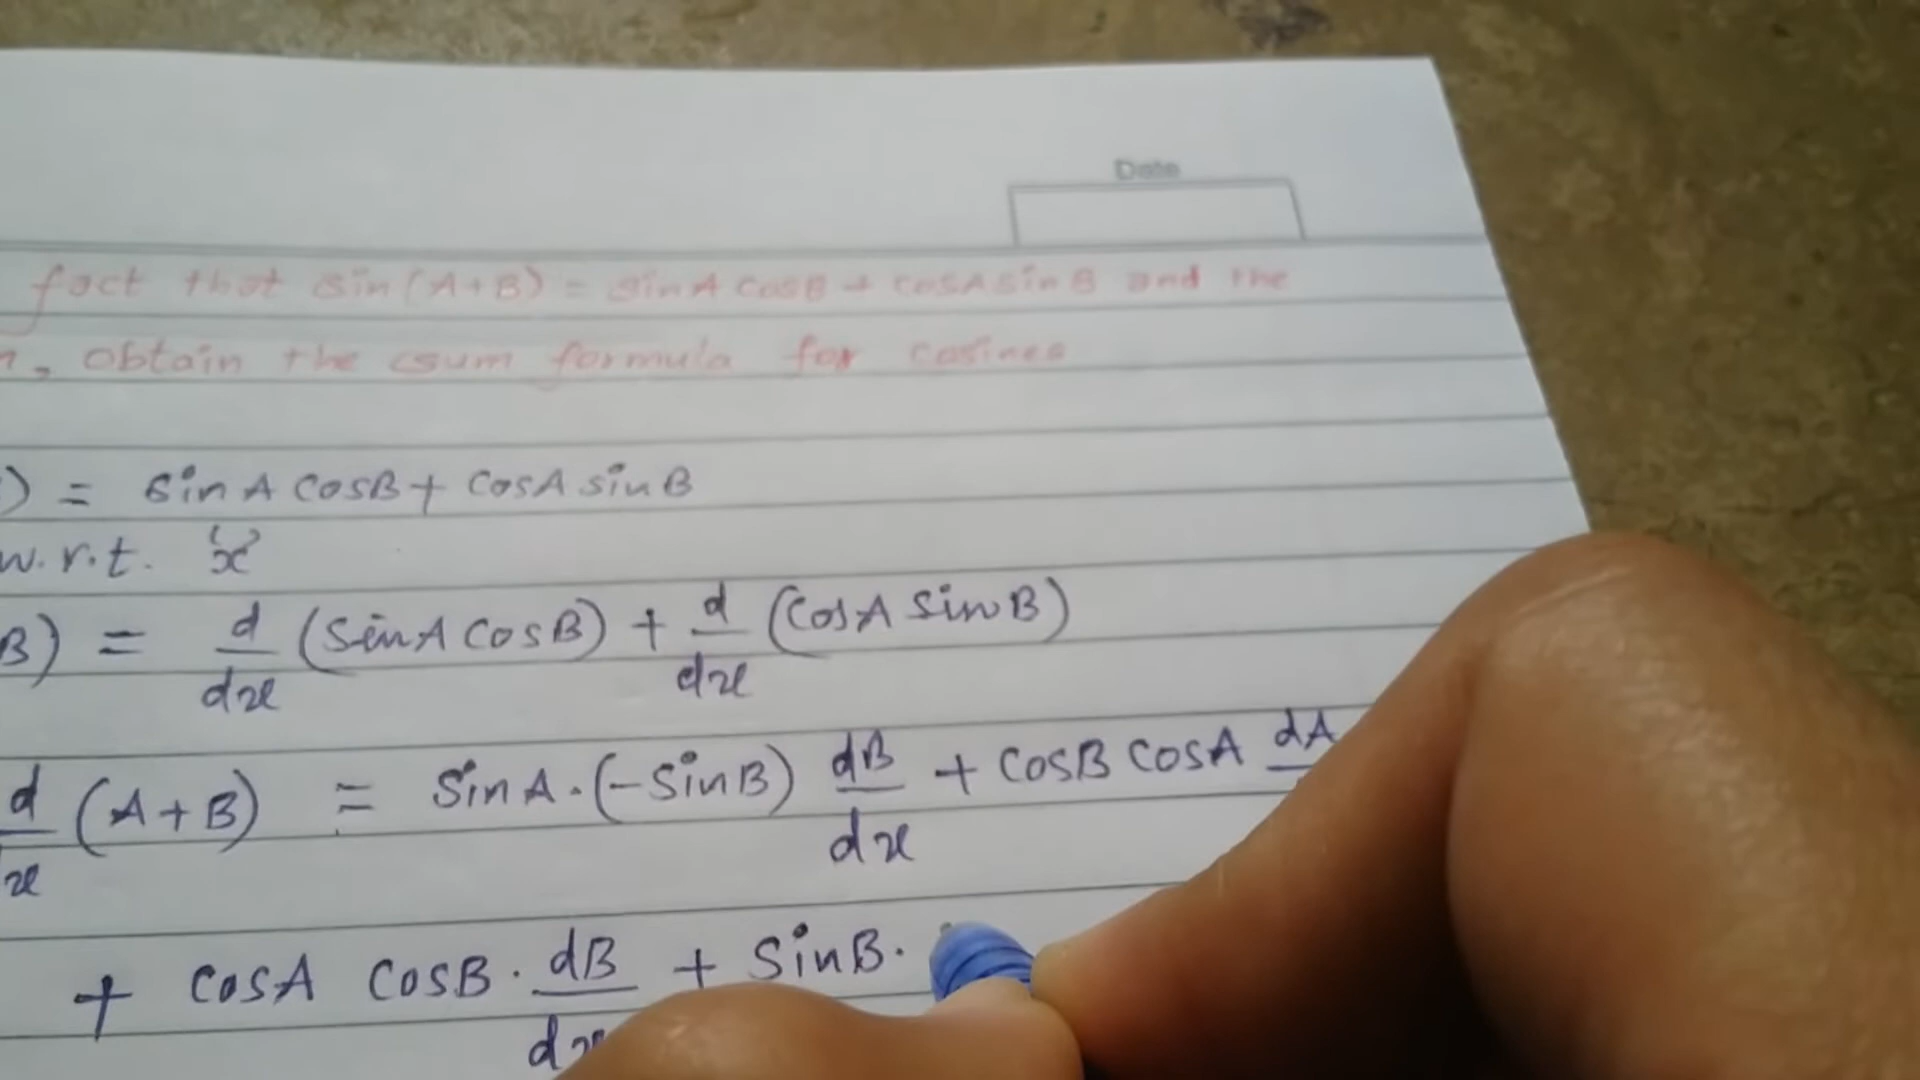 Date
fact that sin(A+B) = sinA cosB + cosA sinB and the
n, obtain the sum formula for cosines
) = sinA cosB + cosA sinB
w.r.t. 'x'
B) = d/dx (sinA cosB) + d/dx (cosA sinB)
d/dx (A+B) = sinA.(-sinB) dB/dx + cosB cosA dA
+ cosA cosB . dB/dx + sinB.